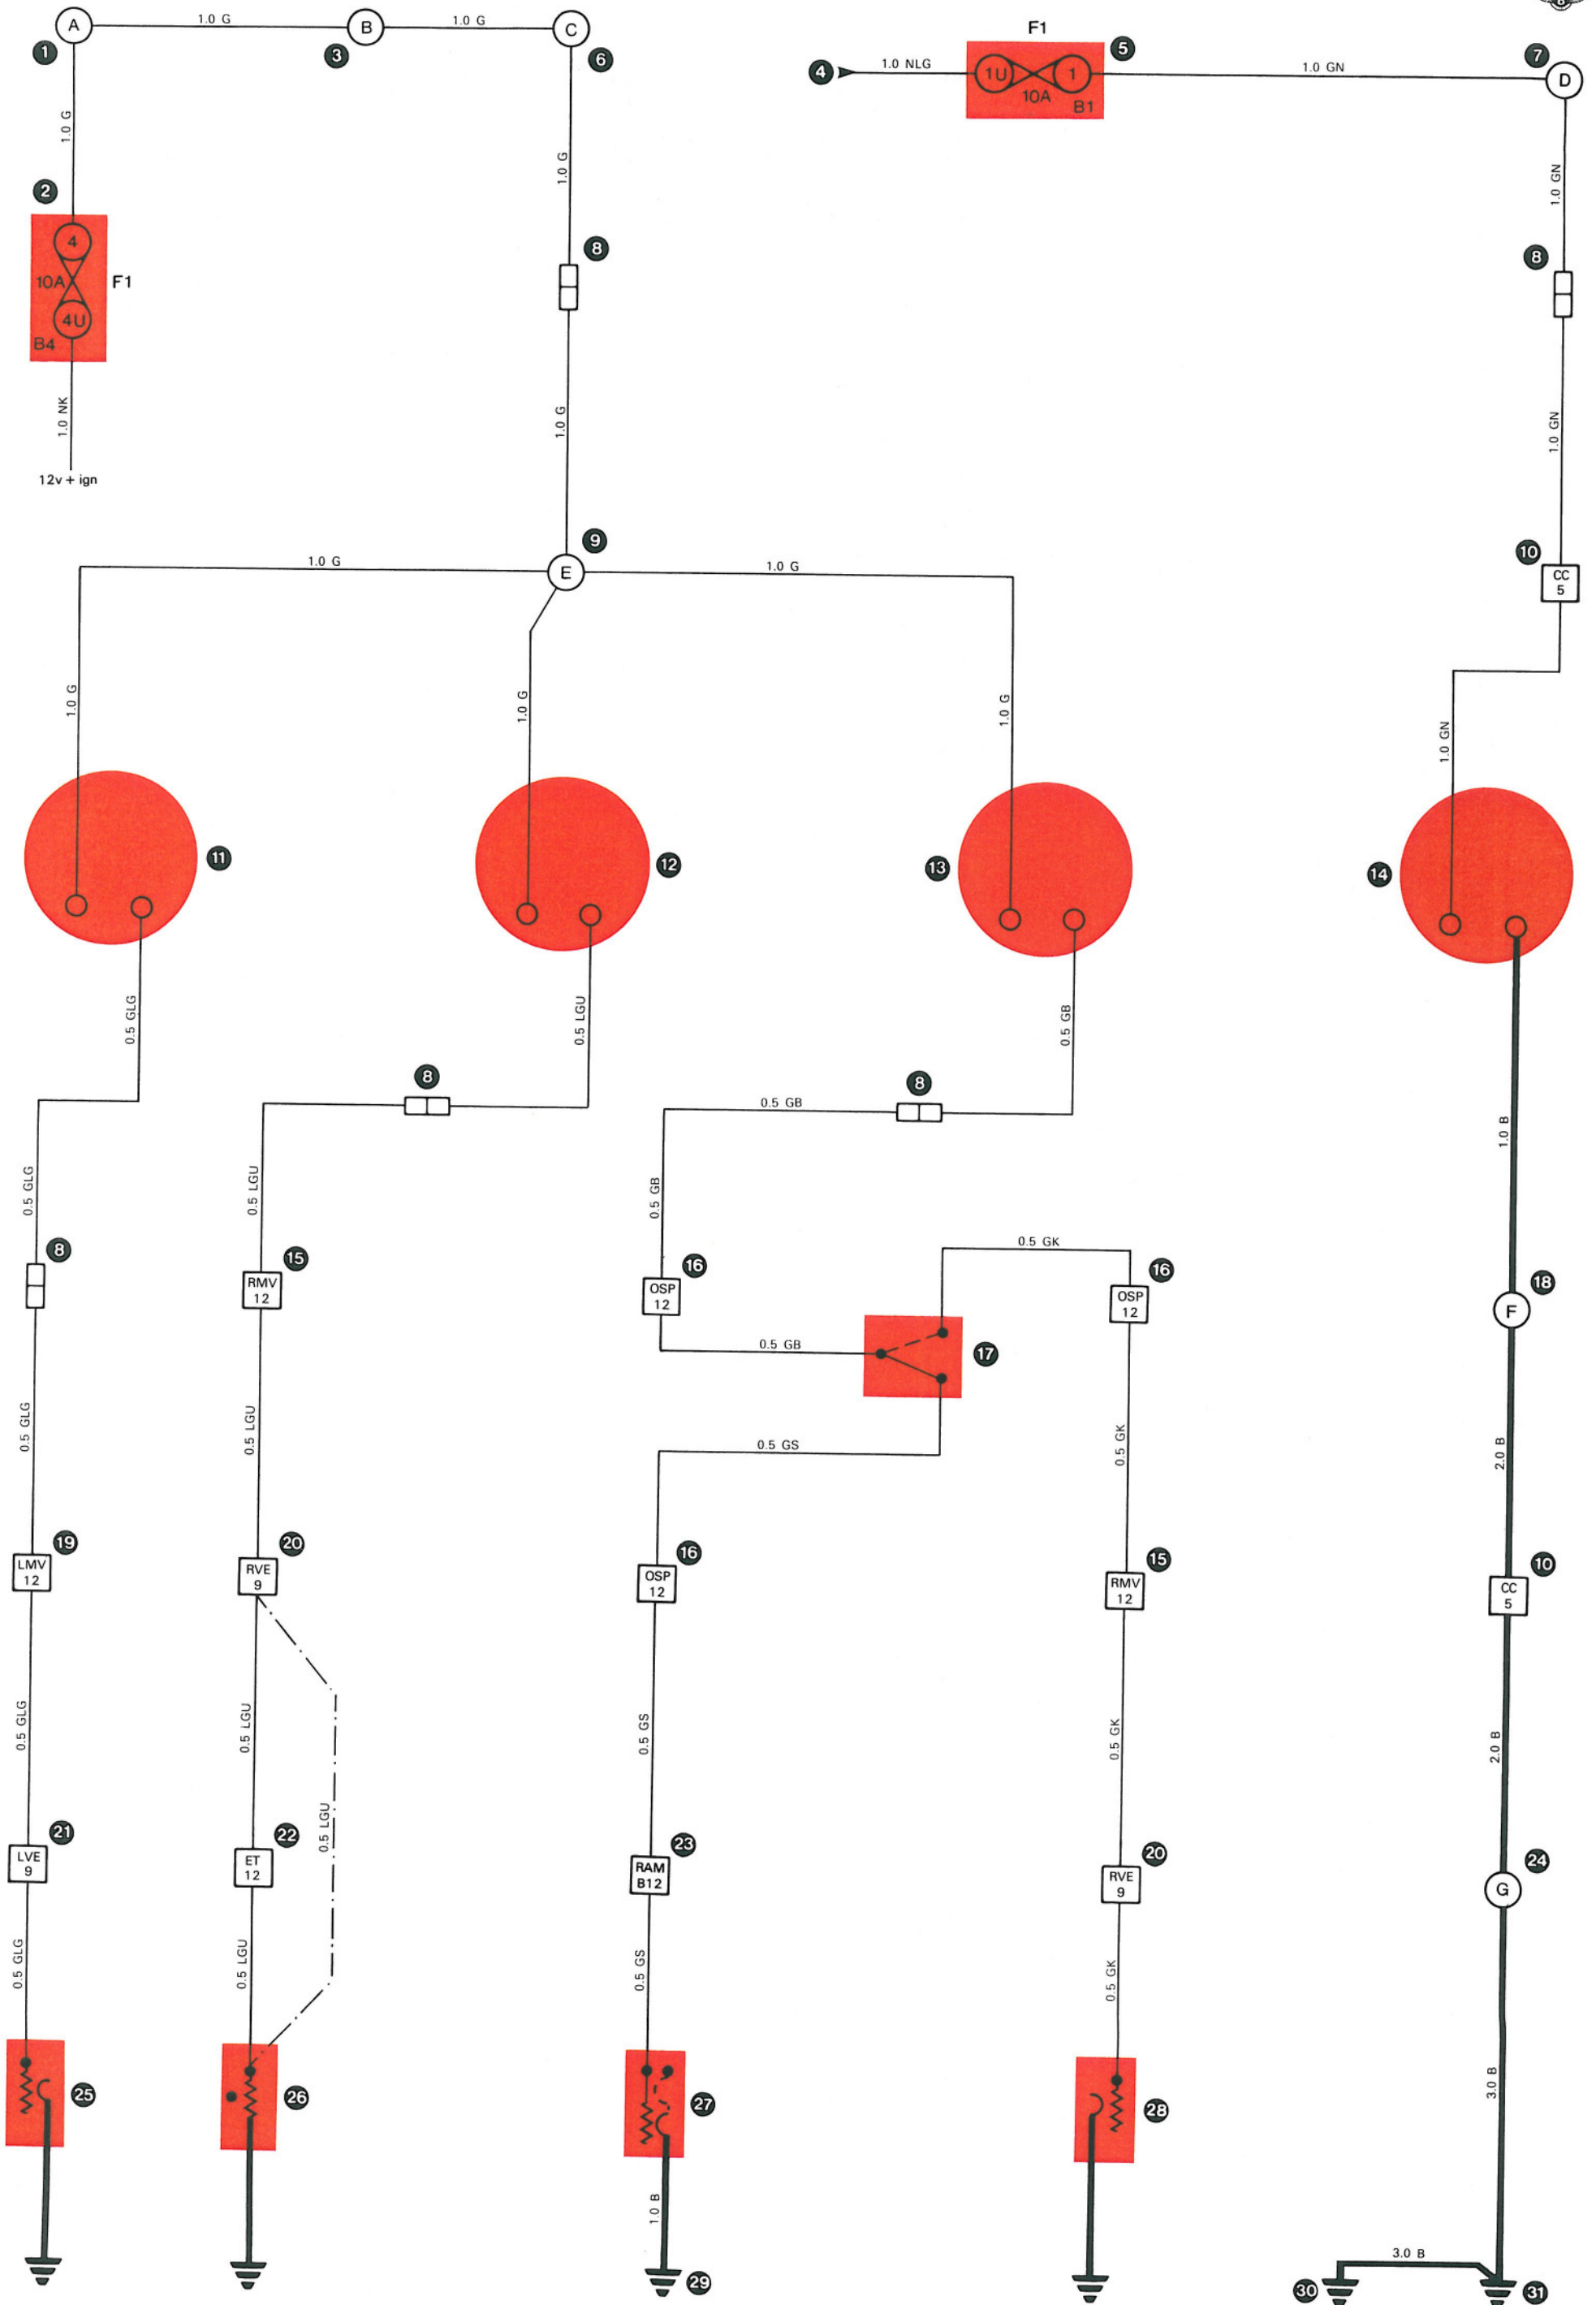 A 1.0 G B 1.0 G C
1 3 6
F1
4 1.0 NLG 1U 1 5 1.0 GN 7 D
10A B1
1.0 G
1.0 G
1.0 GN
2
4
10A F1
4U
B4
8
8
1.0 NK
12v + ign
1.0 G
1.0 GN
9
E
1.0 G 1.0 G
10
CC
5
1.0 G 1.0 G 1.0 G 1.0 GN
11 12 13 14
0.5 GLG 0.5 LGU 0.5 GB
8 8
0.5 GB
1.0 B
0.5 GLG 0.5 LGU 0.5 GB
8
15
RMV
12
16
OSP
12
0.5 GK
16
OSP
12
18
F
0.5 GB 17
0.5 GLG 0.5 LGU 0.5 GS 0.5 GK 2.0 B
19
LMV
12
20
RVE
9
16
OSP
12
15
RMV
12
10
CC
5
0.5 GLG 0.5 LGU 0.5 LGU 0.5 GS 0.5 GK 2.0 B
21
LVE
9
22
ET
12
23
RAM
B12
20
RVE
9
24
G
0.5 GLG 0.5 LGU 0.5 GS 0.5 GK
25 26 27 28
3.0 B
1.0 B
29
3.0 B
30 31